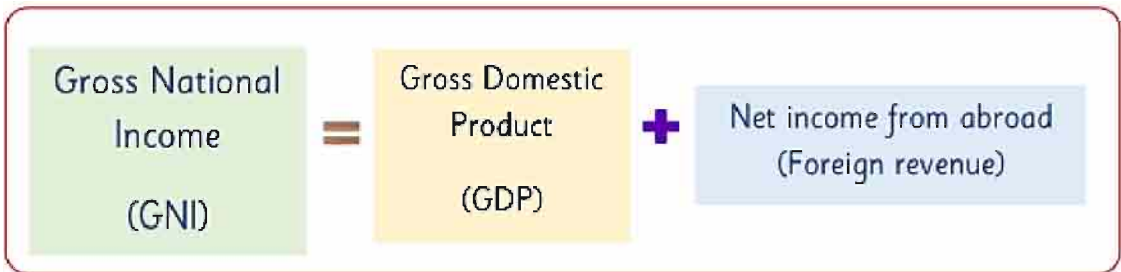 Gross National
Income
(GNI)
=
Gross Domestic
Product
(GDP)
+
Net income from abroad
(Foreign revenue)